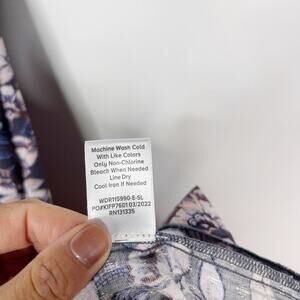 Machine Wash Cold
With Like Colors
Only Non-Chlorine
Bleach When Needed
Line Dry
Cool Iron If Needed
WDR115990-E-SL
PO#KIFP760103/2022
RN131335